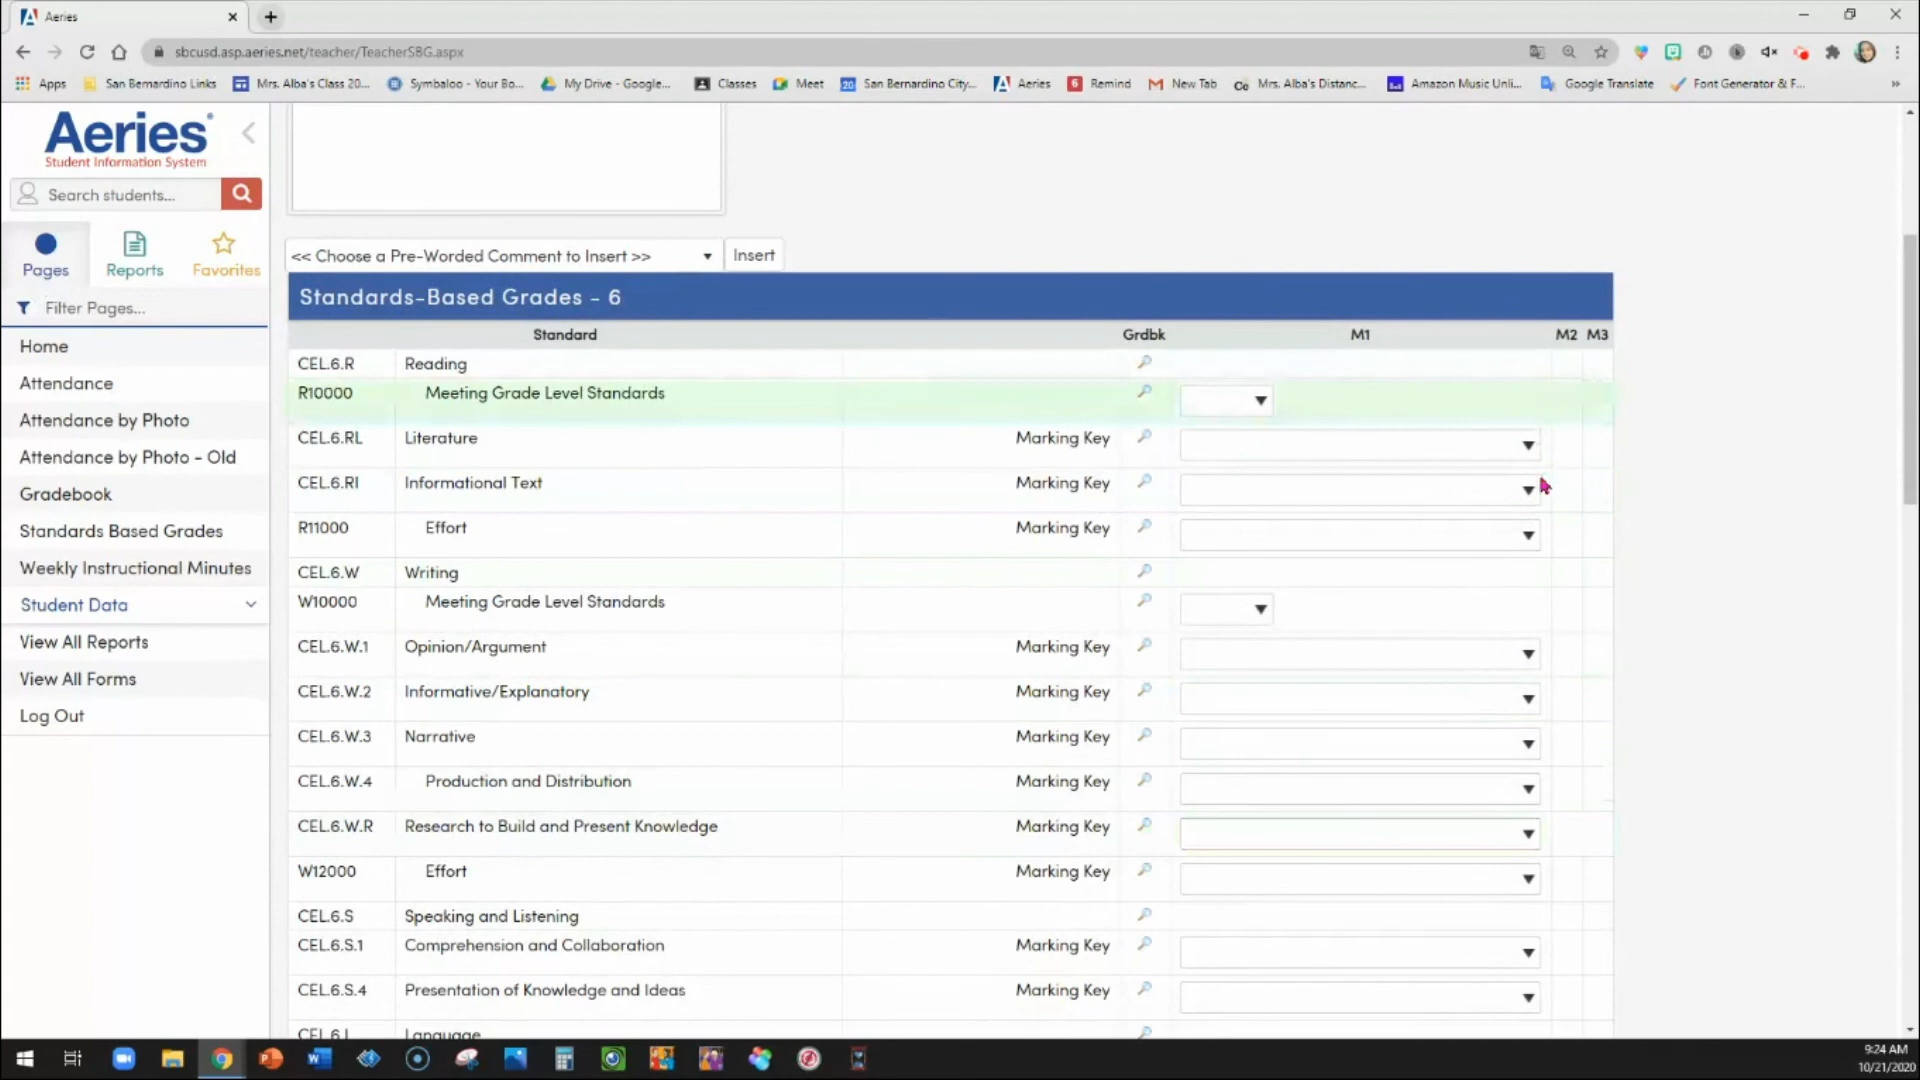 Aeries
sbcusd.asp.aeries.net/teacher/TeacherSBG.aspx
Apps San Bernardino Links Mrs. Alba's Class 20... Symbaloo - Your Bo... My Drive - Google... Classes Meet 20 San Bernardino City... Aeries 6 Remind New Tab Mrs. Alba's Distanc... Amazon Music Unli... Google Translate Font Generator & F... »
Aeries
Student Information System
Search students...
Pages Reports Favorites
Filter Pages...
Home
Attendance
Attendance by Photo
Attendance by Photo - Old
Gradebook
Standards Based Grades
Weekly Instructional Minutes
Student Data
View All Reports
View All Forms
Log Out
<< Choose a Pre-Worded Comment to Insert >> Insert
Standards-Based Grades - 6
Standard Grdbk M1 M2 M3
CEL.6.R Reading
R10000 Meeting Grade Level Standards
CEL.6.RL Literature Marking Key
CEL.6.RI Informational Text Marking Key
R11000 Effort Marking Key
CEL.6.W Writing
W10000 Meeting Grade Level Standards
CEL.6.W.1 Opinion/Argument Marking Key
CEL.6.W.2 Informative/Explanatory Marking Key
CEL.6.W.3 Narrative Marking Key
CEL.6.W.4 Production and Distribution Marking Key
CEL.6.W.R Research to Build and Present Knowledge Marking Key
W12000 Effort Marking Key
CEL.6.S Speaking and Listening
CEL.6.S.1 Comprehension and Collaboration Marking Key
CEL.6.S.4 Presentation of Knowledge and Ideas Marking Key
CEL.6.L Language
9:24 AM
10/21/2020